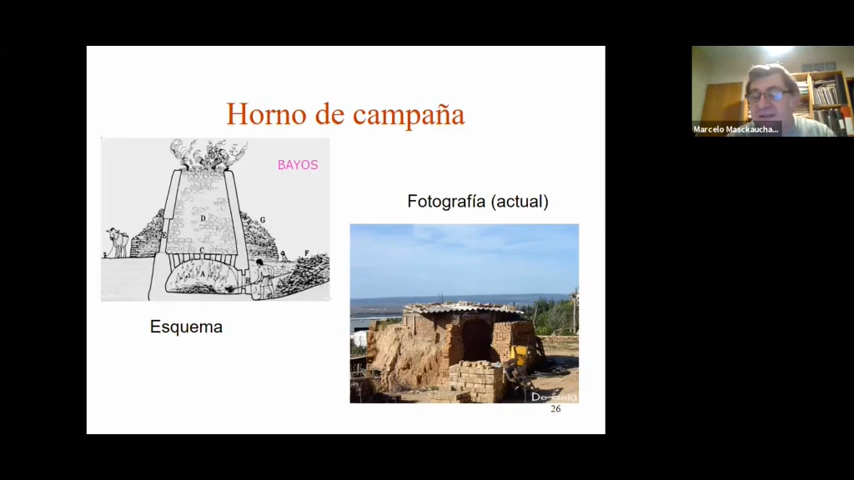 Horno de campaña
BAYOS
D
G
E
C
F
A
B
Esquema
Fotografía (actual)
26
Marcelo Masckaucha...